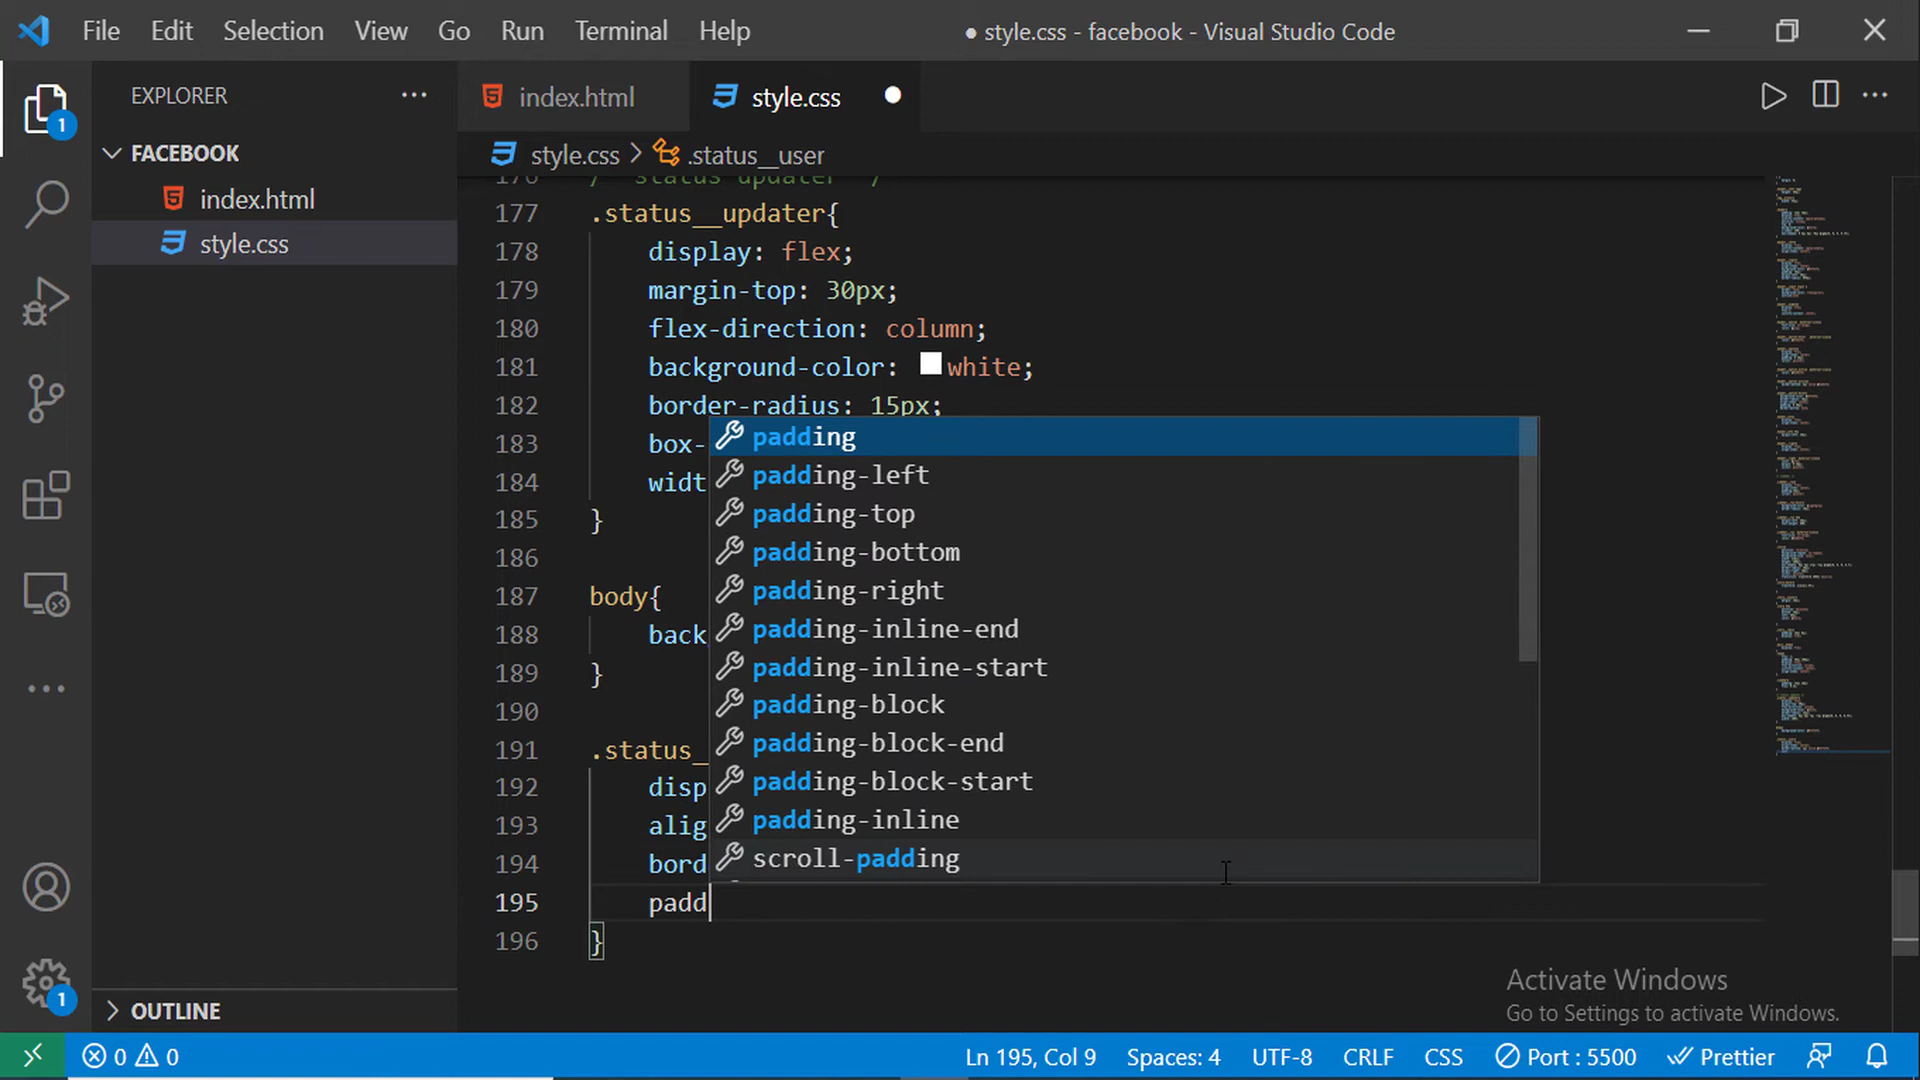 File Edit Selection View Go Run Terminal Help
● style.css - facebook - Visual Studio Code
EXPLORER
index.html
style.css
FACEBOOK
style.css > .status__user
index.html
style.css
1
176 /* status updater */
177 .status__updater{
178 display: flex;
179 margin-top: 30px;
180 flex-direction: column;
181 background-color: white;
182 border-radius: 15px;
183 box-
184 widt
185 }
186
187 body{
188 back
189 }
190
191 .status_
192 disp
193 alig
194 bord
195 padd
196 }
padding
padding-left
padding-top
padding-bottom
padding-right
padding-inline-end
padding-inline-start
padding-block
padding-block-end
padding-block-start
padding-inline
scroll-padding
1
OUTLINE
Activate Windows
Go to Settings to activate Windows.
0 0
Ln 195, Col 9 Spaces: 4 UTF-8 CRLF CSS Port : 5500 Prettier